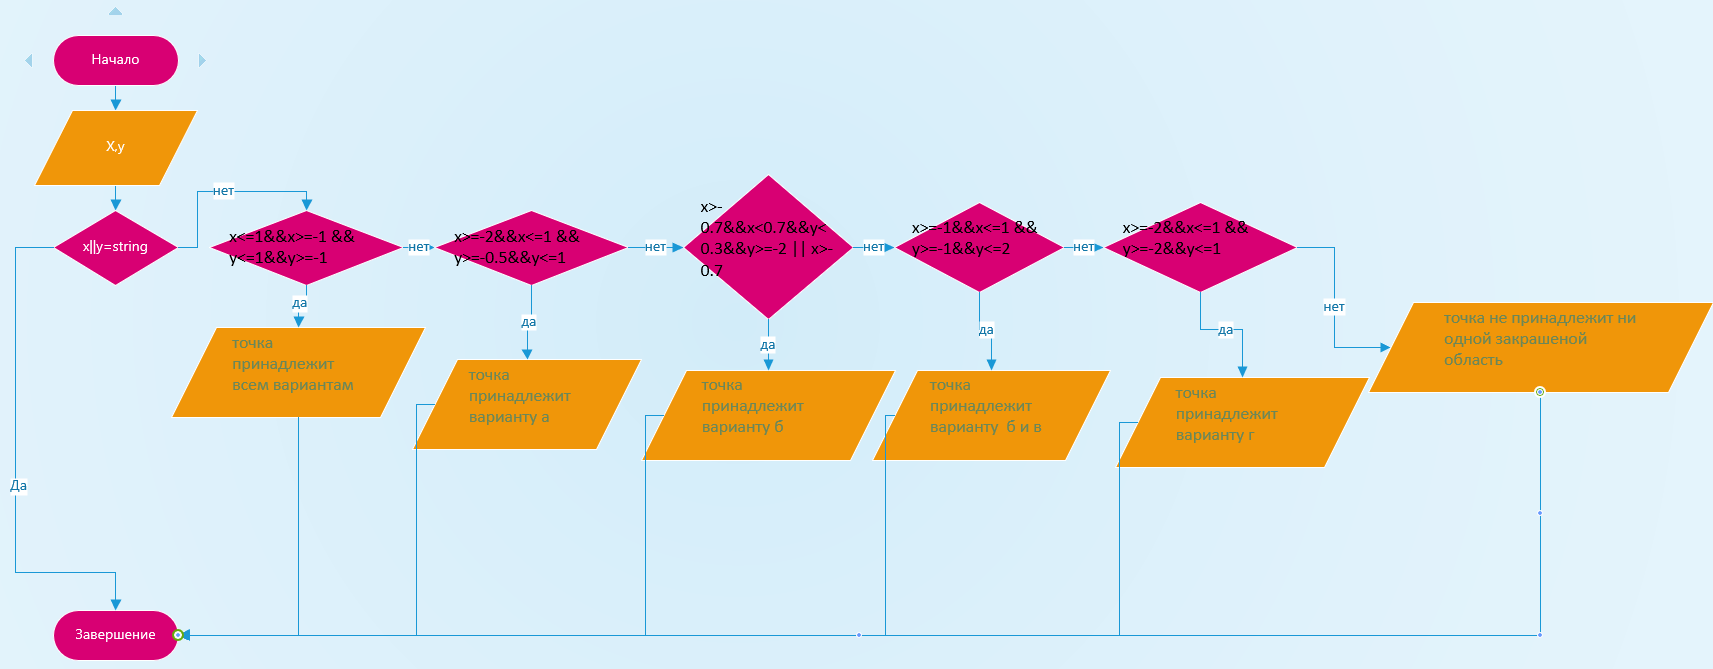 Начало
X,y
x||y=string
нет
Да
x<=1&&x>=-1 &&
y<=1&&y>=-1
да
точка
принадлежит
всем вариантам
нет
x>=-2&&x<=1 &&
y>=-0.5&&y<=1
да
точка
принадлежит
варианту а
нет
x>-
0.7&&x<0.7&&y<
0.3&&y>=-2 || x>-
0.7
да
точка
принадлежит
варианту б
нет
x>=-1&&x<=1 &&
y>=-1&&y<=2
да
точка
принадлежит
варианту  б и в
нет
x>=-2&&x<=1 &&
y>=-2&&y<=1
да
точка
принадлежит
варианту г
нет
точка не принадлежит ни
одной закрашеной
область
Завершение